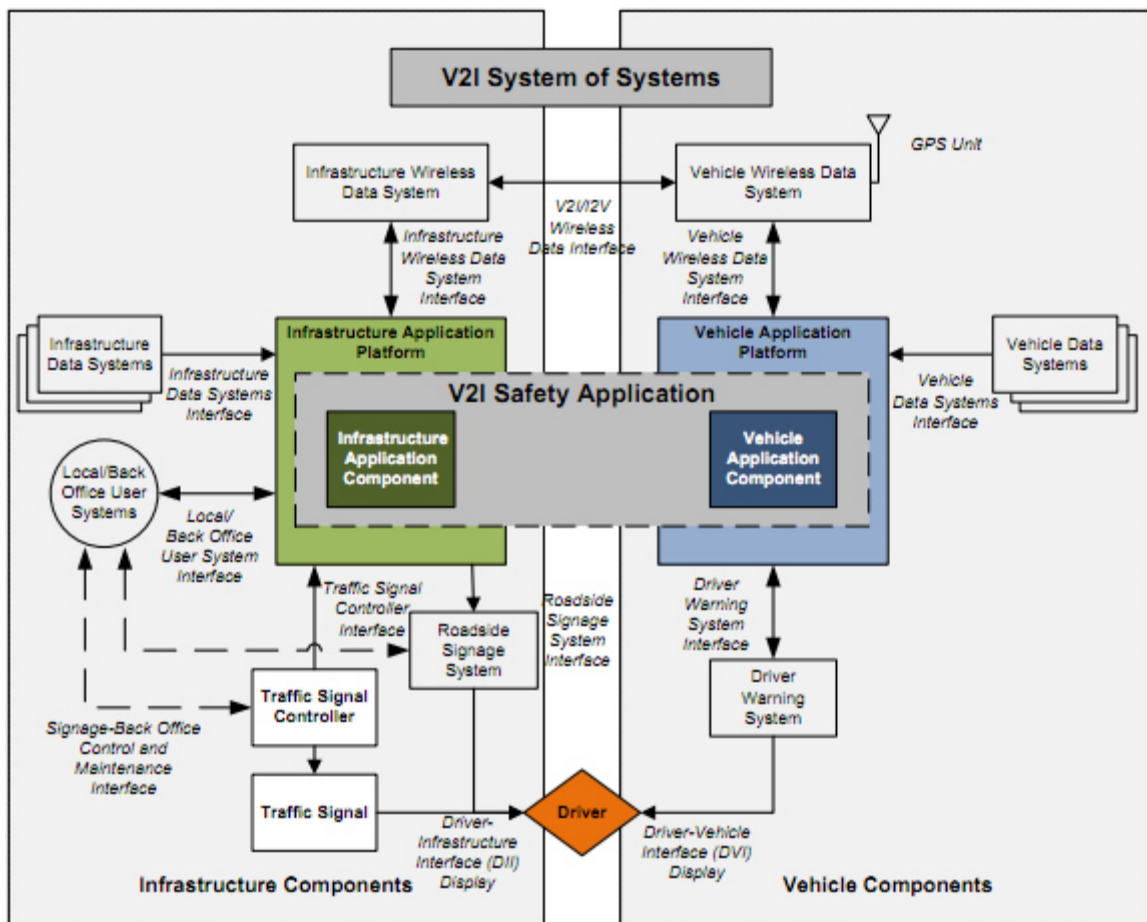 V2I System of Systems
GPS Unit
Infrastructure Wireless
Data System
Vehicle Wireless Data
System
V2I/I2V
Wireless
Data Interface
Infrastructure
Wireless Data
System
Interface
Vehicle
Wireless Data
System
Interface
Infrastructure
Data Systems
Infrastructure
Data Systems
Interface
Infrastructure Application
Platform
Vehicle Application
Platform
Vehicle Data
Systems
Vehicle
Data Systems
Interface
V2I Safety Application
Infrastructure
Application
Component
Vehicle
Application
Component
Local/Back
Office User
Systems
Local/
Back Office
User System
Interface
Traffic Signal
Controller
Interface
Roadside
Signage
System
Roadside
Signage
System
Interface
Driver
Warning
System
Interface
Driver
Warning
System
Traffic Signal
Controller
Signage-Back Office
Control and
Maintenance
Interface
Traffic Signal
Driver
Driver-
Infrastructure
Interface (DII)
Display
Driver-Vehicle
Interface (DVI)
Display
Infrastructure Components
Vehicle Components